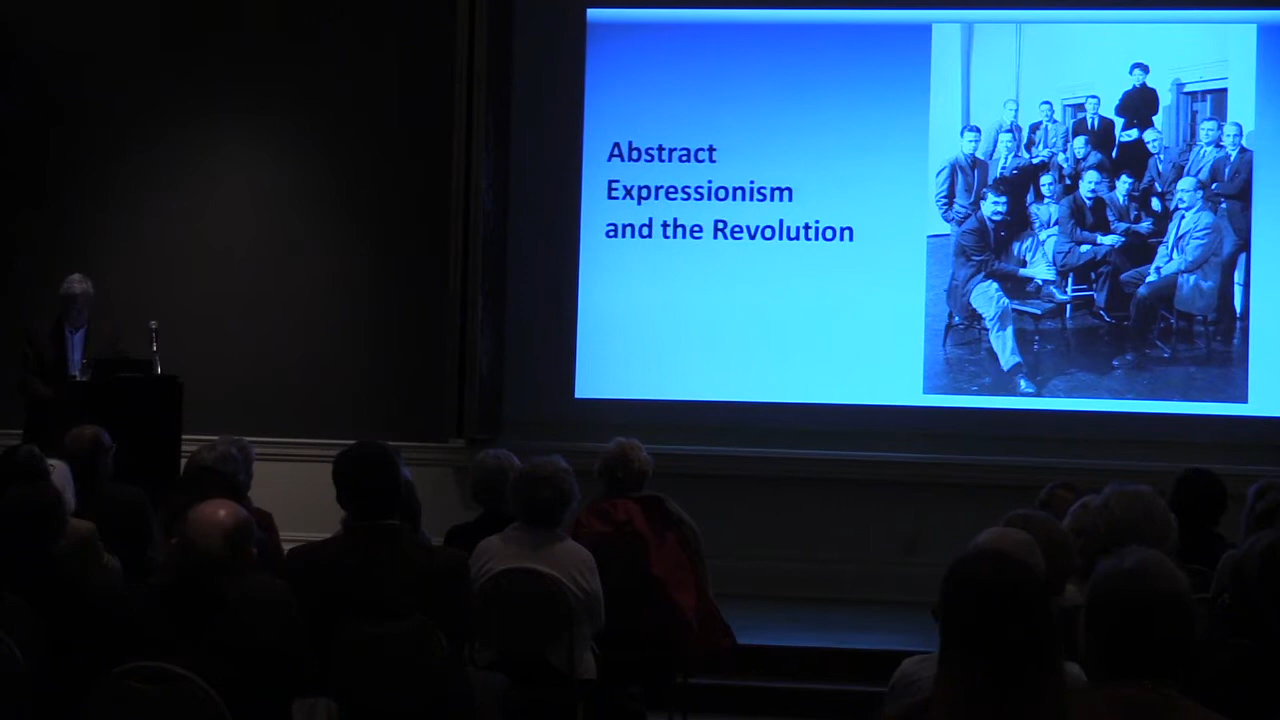 Abstract
Expressionism
and the Revolution